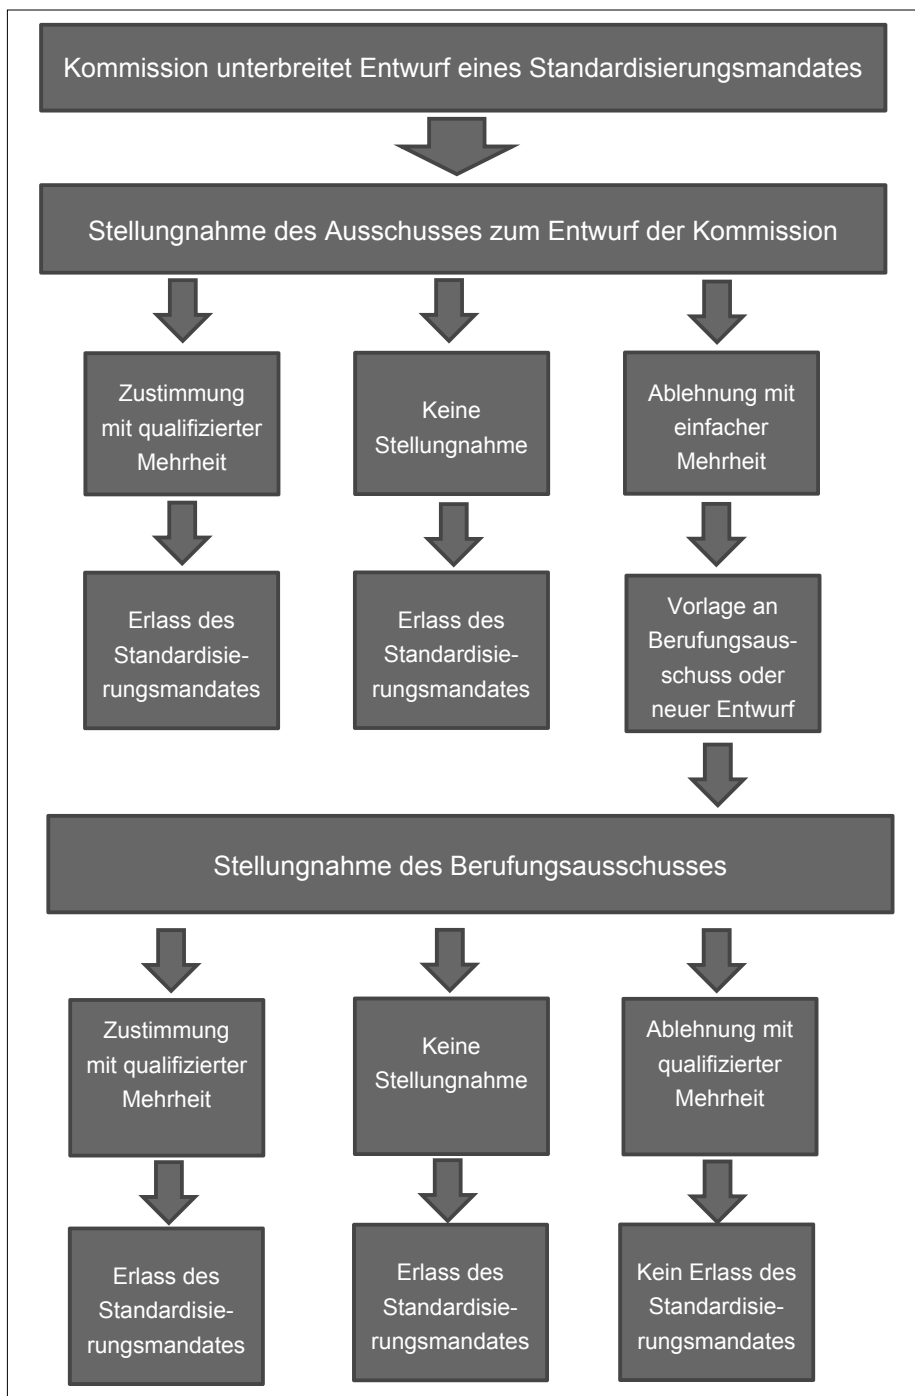 Kommission unterbreitet Entwurf eines Standardisierungsmandates
Stellungnahme des Ausschusses zum Entwurf der Kommission
Zustimmung
mit qualifizierter
Mehrheit
Keine
Stellungnahme
Ablehnung mit
einfacher
Mehrheit
Erlass des
Standardisie-
rungsmandates
Erlass des
Standardisie-
rungsmandates
Vorlage an
Berufungsaus-
schuss oder
neuer Entwurf
Stellungnahme des Berufungsausschusses
Zustimmung
mit qualifizierter
Mehrheit
Keine
Stellungnahme
Ablehnung mit
qualifizierter
Mehrheit
Erlass des
Standardisie-
rungsmandates
Erlass des
Standardisie-
rungsmandates
Kein Erlass des
Standardisie-
rungsmandates